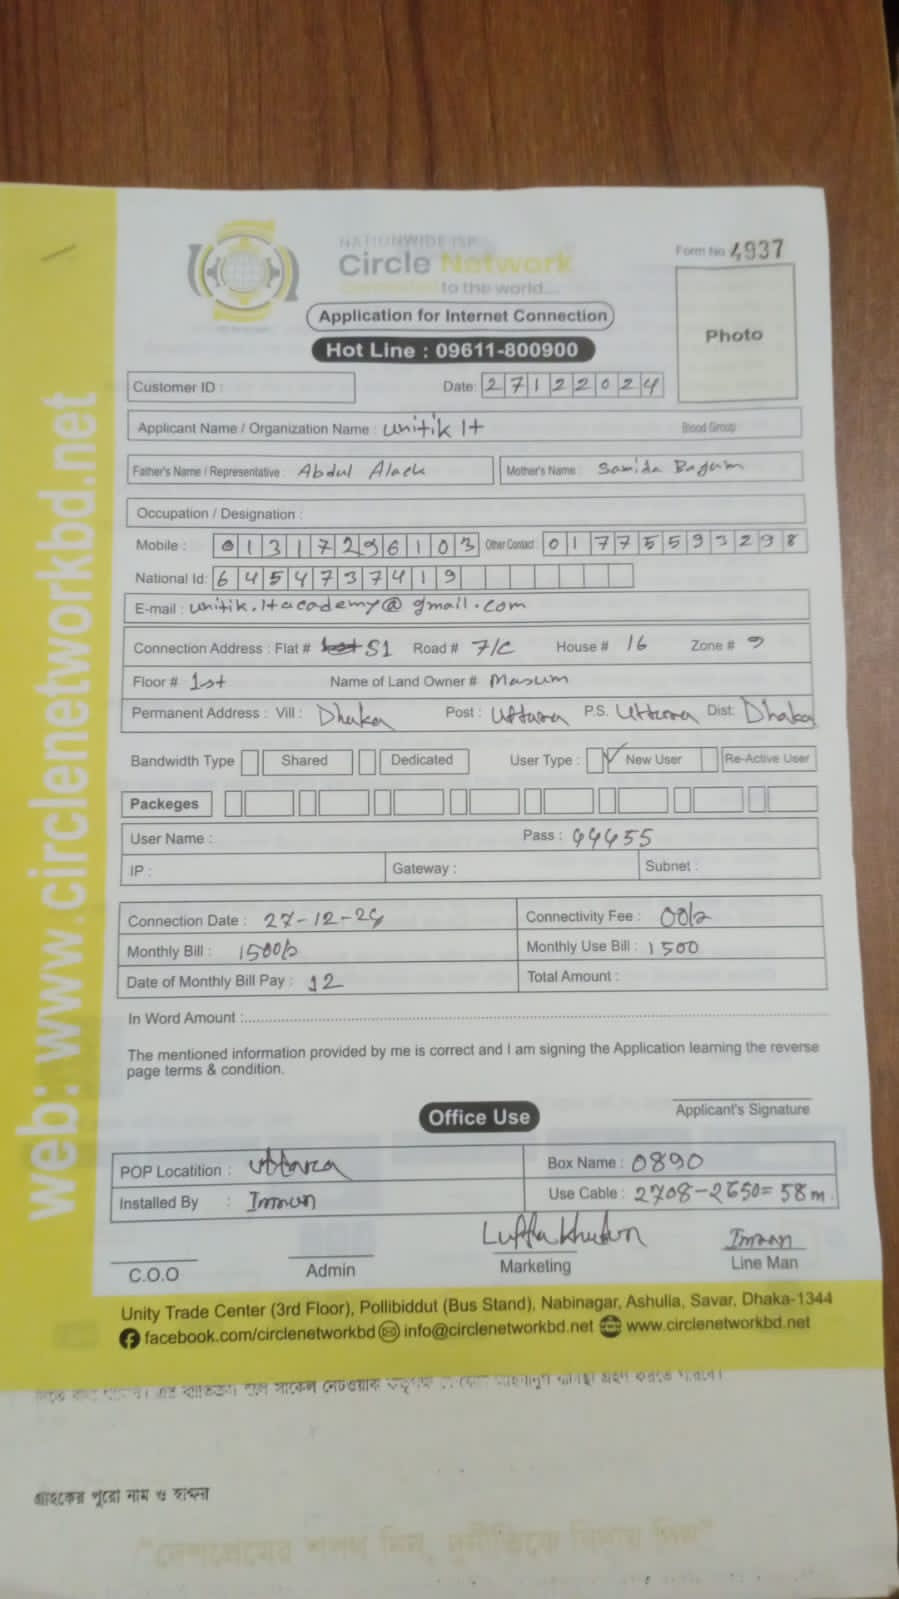 web: www.circlenetworkbd.net
NATIONWIDE ISP
Circle Network
Connected to the world...
Form No 4937
Application for Internet Connection
Hot Line : 09611-800900
Photo
Customer ID :
Date: 27122024
Applicant Name / Organization Name : unitik It
Blood Group
Father's Name / Representative : Abdul Alach
Mother's Name : Samida Bagum
Occupation / Designation :
Mobile : 01317296103 Other Contact 01775593298
National Id: 6454737419
E-mail : unitik.Itacademy@gmail.com
Connection Address : Flat # S1 Road # 7/C House # 16 Zone # 9
Floor # 1st Name of Land Owner # Masum
Permanent Address : Vill : Dhaka Post : Uttara P.S. Uttara Dist: Dhaka
Bandwidth Type Shared Dedicated User Type : New User Re-Active User
Packeges
User Name : Pass : 44455
IP : Gateway : Subnet :
Connection Date : 27-12-24 Connectivity Fee : 00/=
Monthly Bill : 1500/= Monthly Use Bill : 1500
Date of Monthly Bill Pay : 12 Total Amount :
In Word Amount :
The mentioned information provided by me is correct and I am signing the Application learning the reverse
page terms & condition.
Applicant's Signature
Office Use
POP Locatition : uttara Box Name : 0890
Installed By : Imran Use Cable : 2708-2650=58m
Imran
C.O.O Admin Marketing Line Man
Unity Trade Center (3rd Floor), Pollibiddut (Bus Stand), Nabinagar, Ashulia, Savar, Dhaka-1344
facebook.com/circlenetworkbd info@circlenetworkbd.net www.circlenetworkbd.net
গ্রাহকের পুরো নাম ও স্বাক্ষর
"দেশপ্রেমের শপথ নিন, দুর্নীতিকে বিদায় দিন"